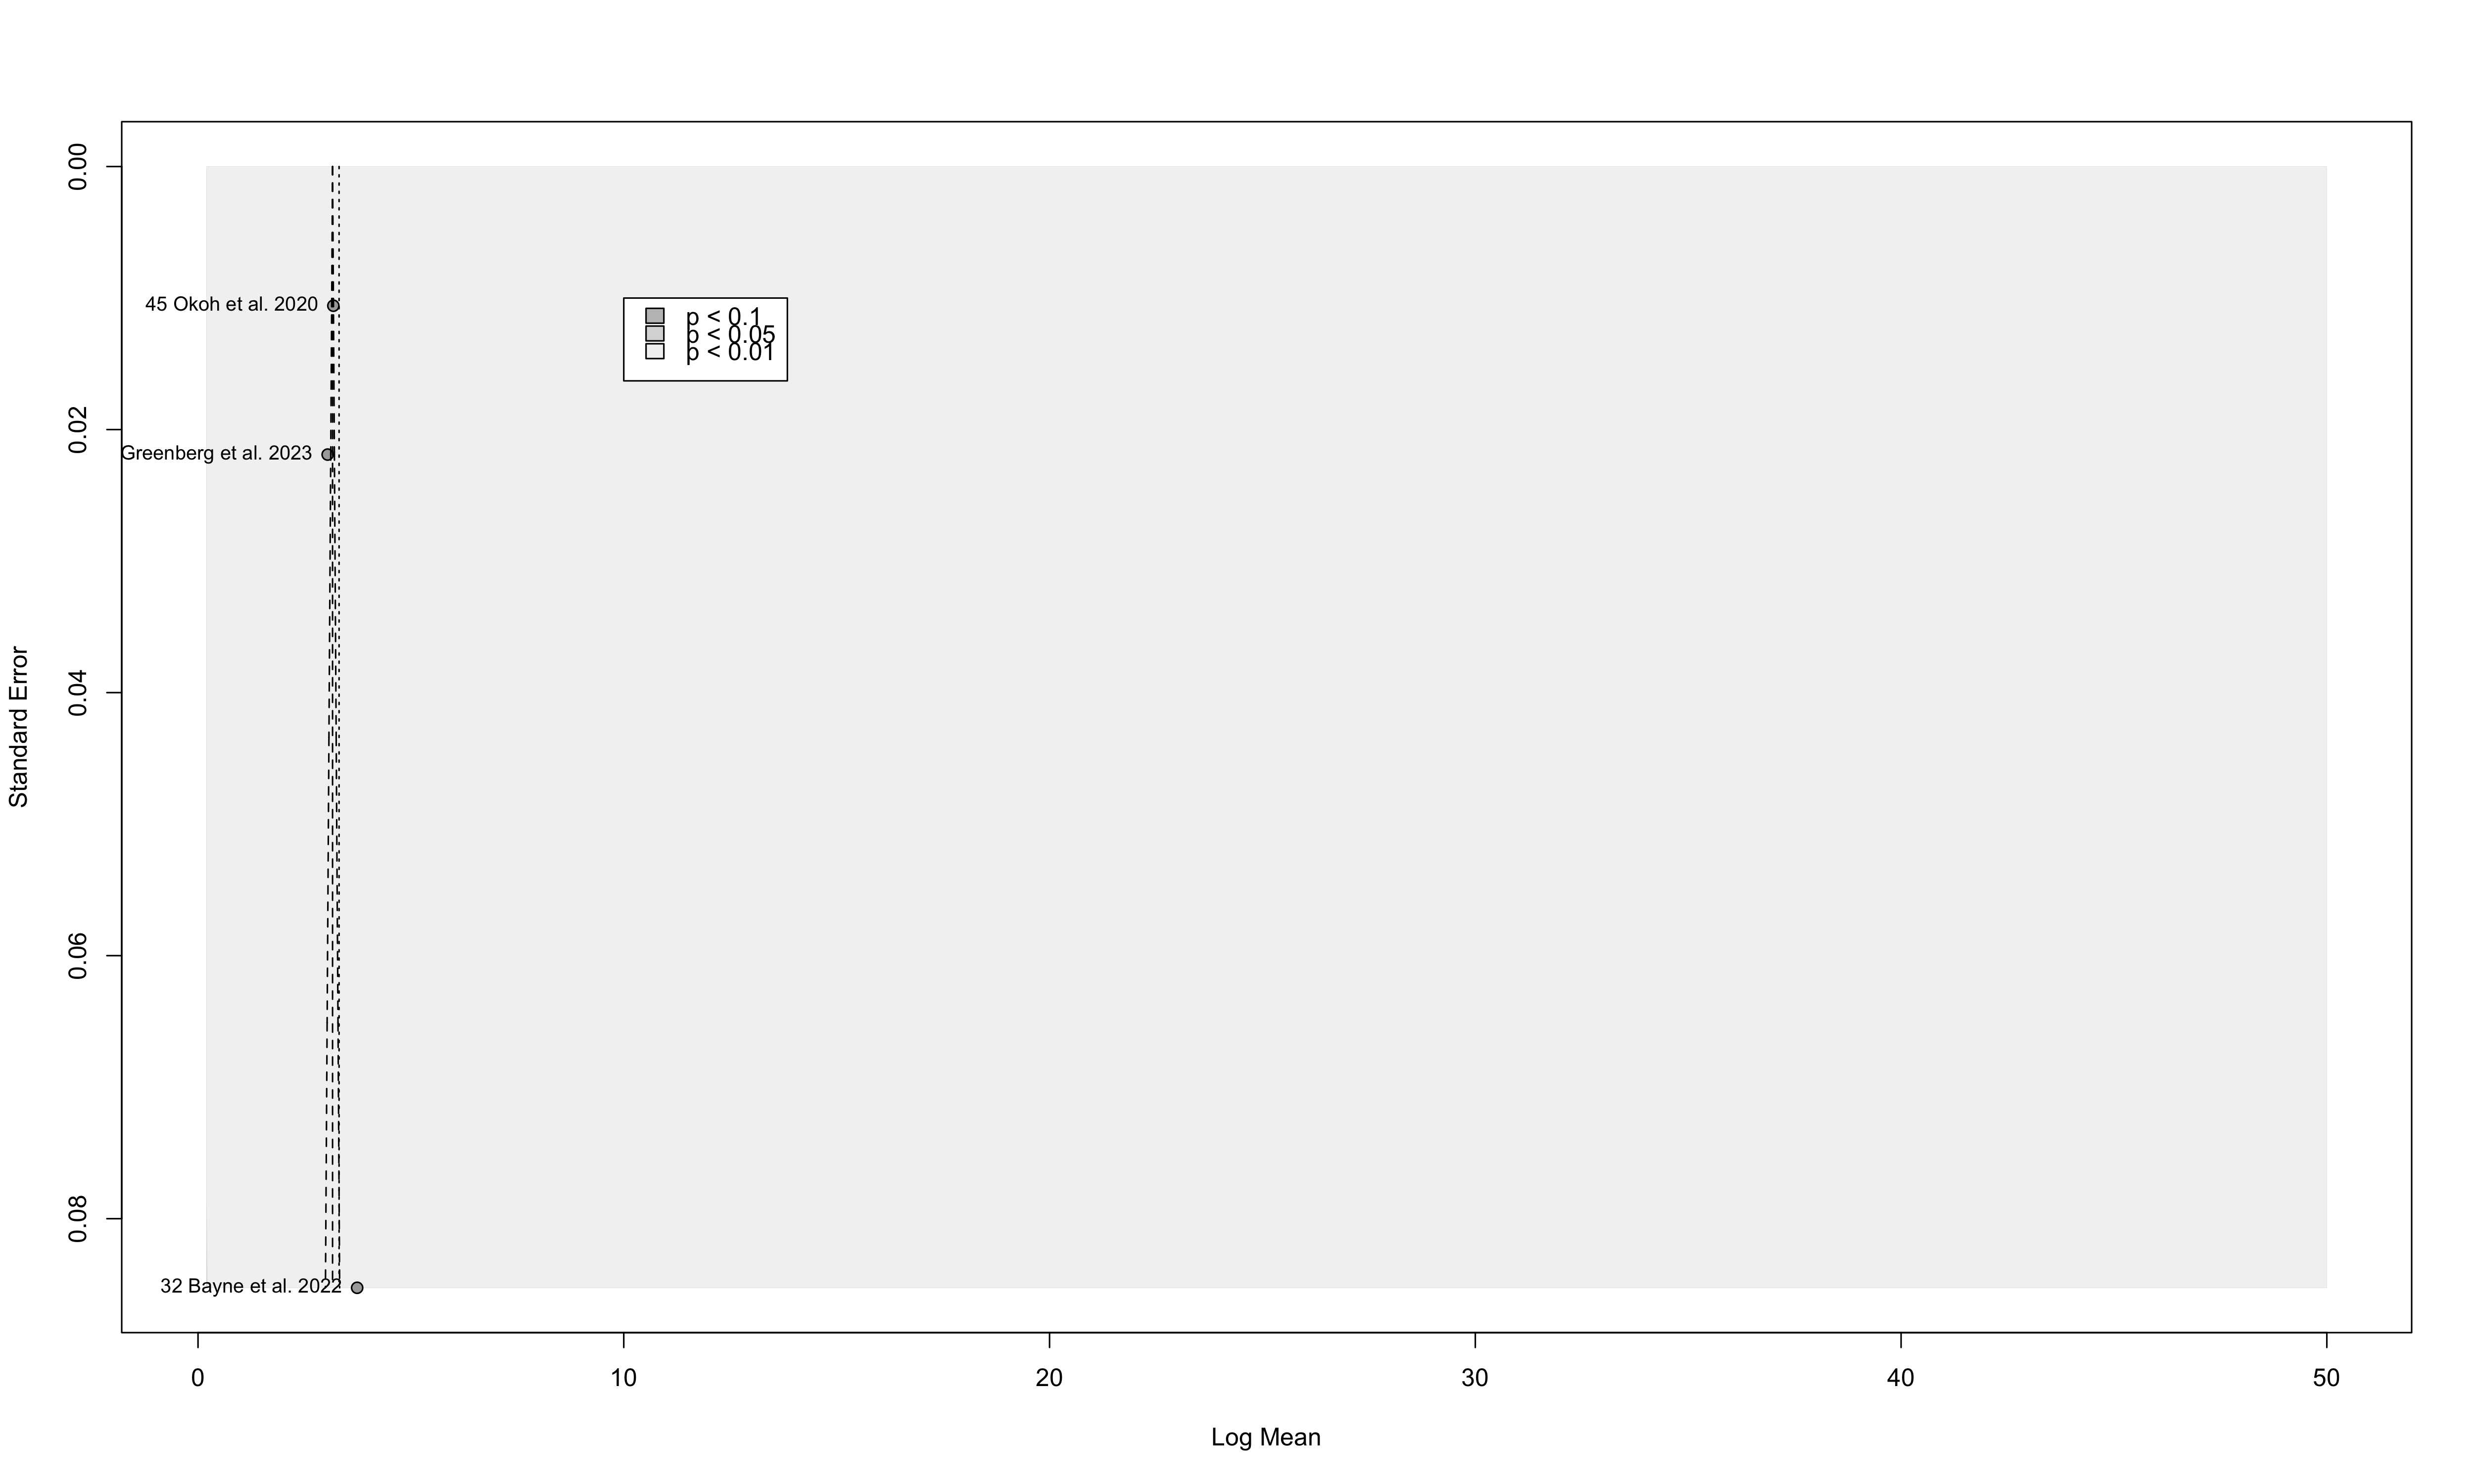 0.00
45 Okoh et al. 2020
p < 0.1
p < 0.05
p < 0.01
0.02
Greenberg et al. 2023
Standard Error
0.04
0.06
0.08
32 Bayne et al. 2022
0 10 20 30 40 50
Log Mean